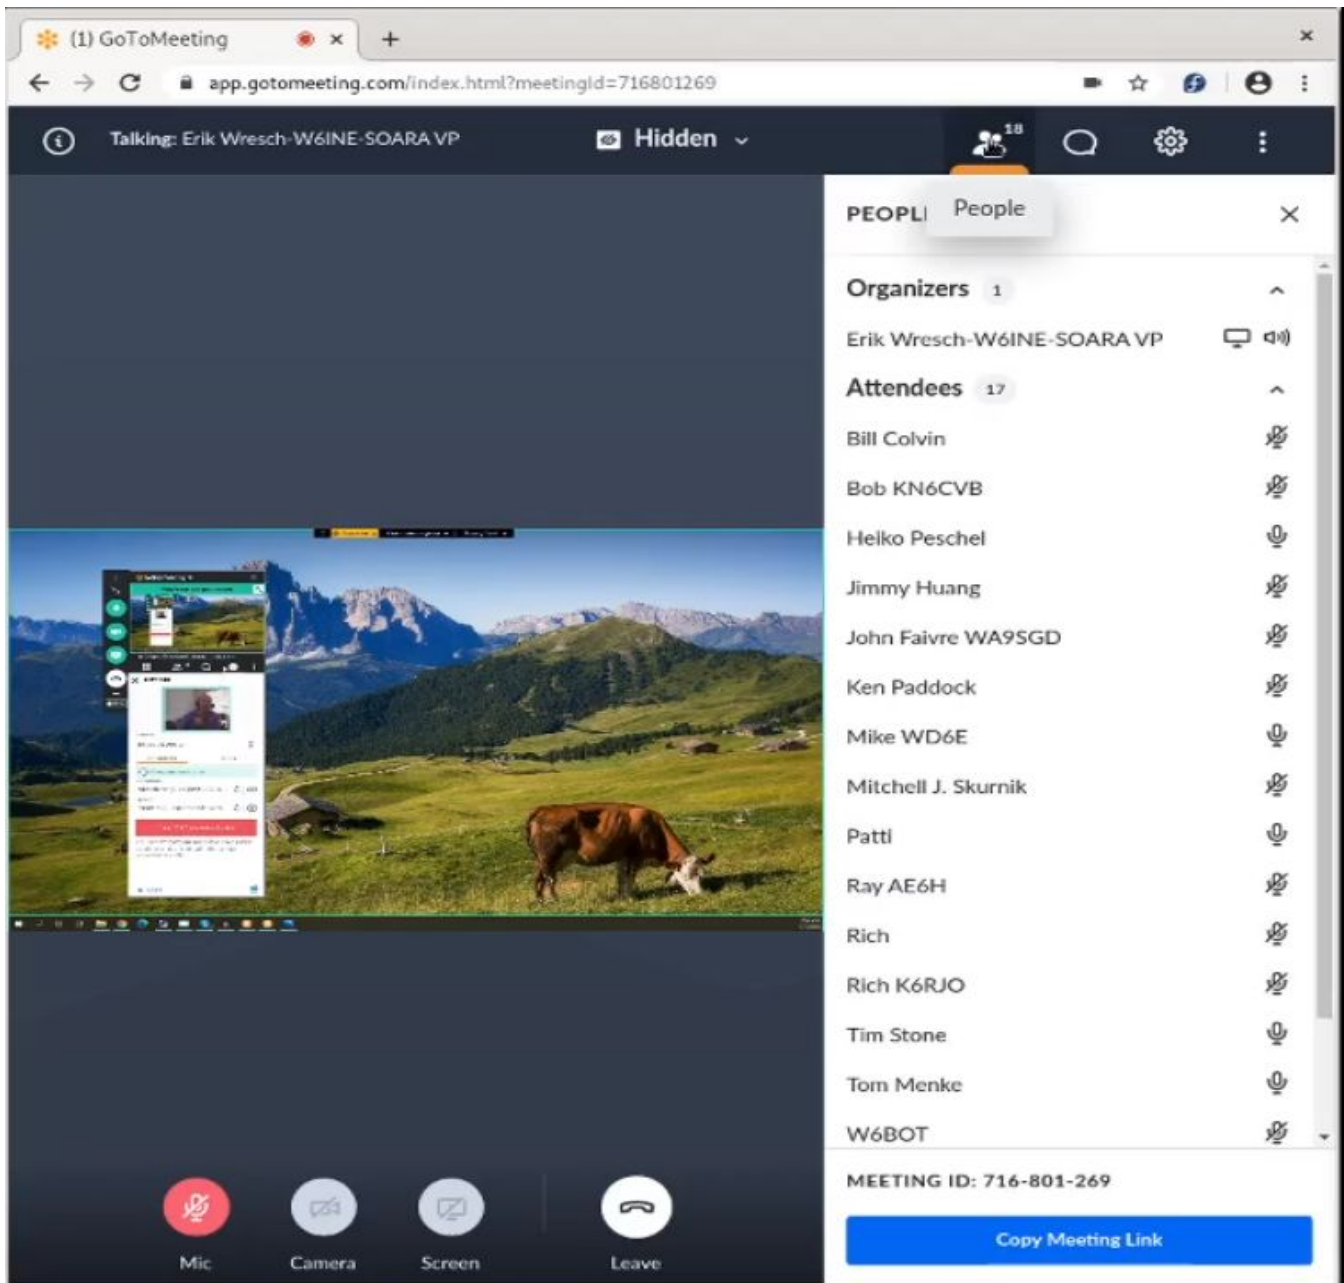 (1) GoToMeeting
app.gotomeeting.com/index.html?meetingId=716801269
Talking: Erik Wresch-W6INE-SOARA VP
Hidden
18
PEOPL
People
Organizers 1
Erik Wresch-W6INE-SOARA VP
Attendees 17
Bill Colvin
Bob KN6CVB
Heiko Peschel
Jimmy Huang
John Faivre WA9SGD
Ken Paddock
Mike WD6E
Mitchell J. Skurnik
Patti
Ray AE6H
Rich
Rich K6RJO
Tim Stone
Tom Menke
W6BOT
MEETING ID: 716-801-269
Copy Meeting Link
Mic
Camera
Screen
Leave